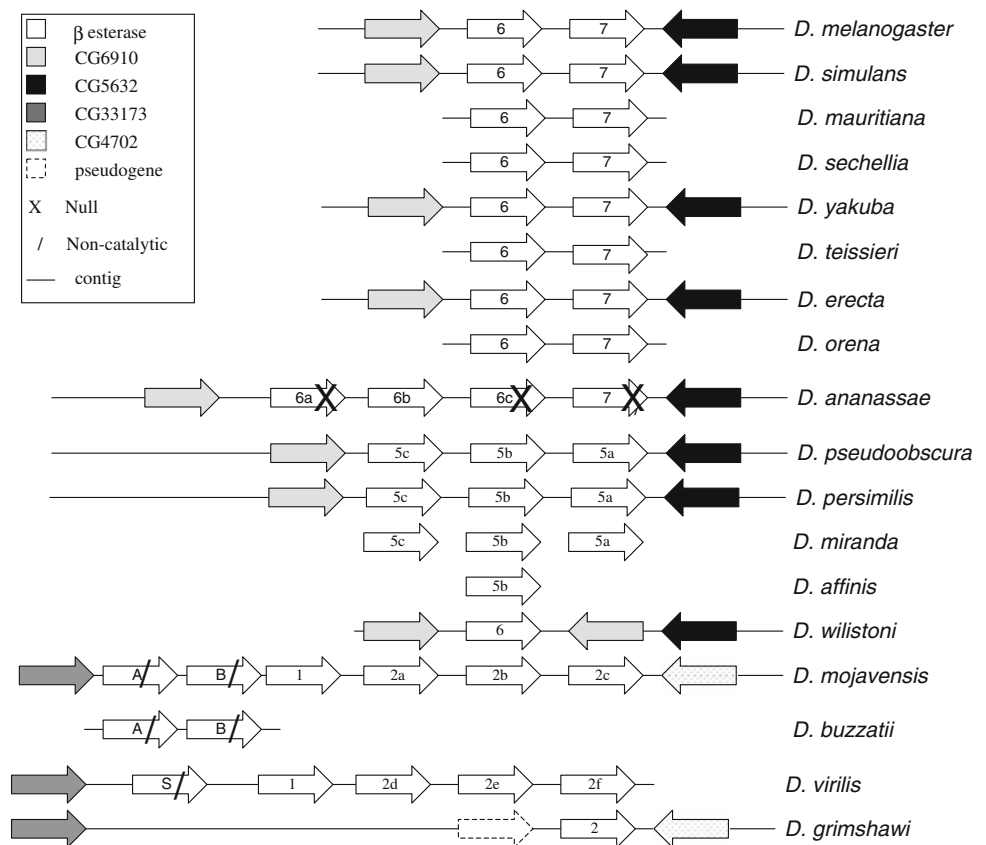 β esterase
CG6910
CG5632
CG33173
CG4702
pseudogene
X Null
/ Non-catalytic
contig
6 7 D. melanogaster
6 7 D. simulans
6 7 D. mauritiana
6 7 D. sechellia
6 7 D. yakuba
6 7 D. teissieri
6 7 D. erecta
6 7 D. orena
6a X 6b 6c X 7 X D. ananassae
5c 5b 5a D. pseudoobscura
5c 5b 5a D. persimilis
5c 5b 5a D. miranda
5b D. affinis
6 D. wilistoni
A / B / 1 2a 2b 2c D. mojavensis
A / B / D. buzzatii
S / 1 2d 2e 2f D. virilis
2 D. grimshawi